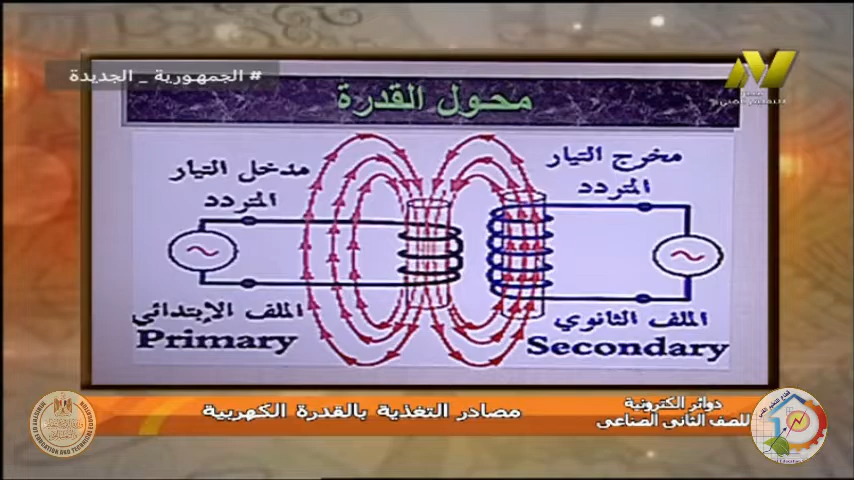 # الجمهورية _ الجديدة
محول القدرة
مدخل التيار
المتردد
مخرج التيار
المتردد
الملف الإبتدائي
Primary
الملف الثانوي
Secondary
مصادر التغذية بالقدرة الكهربية
دوائر الكترونية
للصف الثانى الصناعى